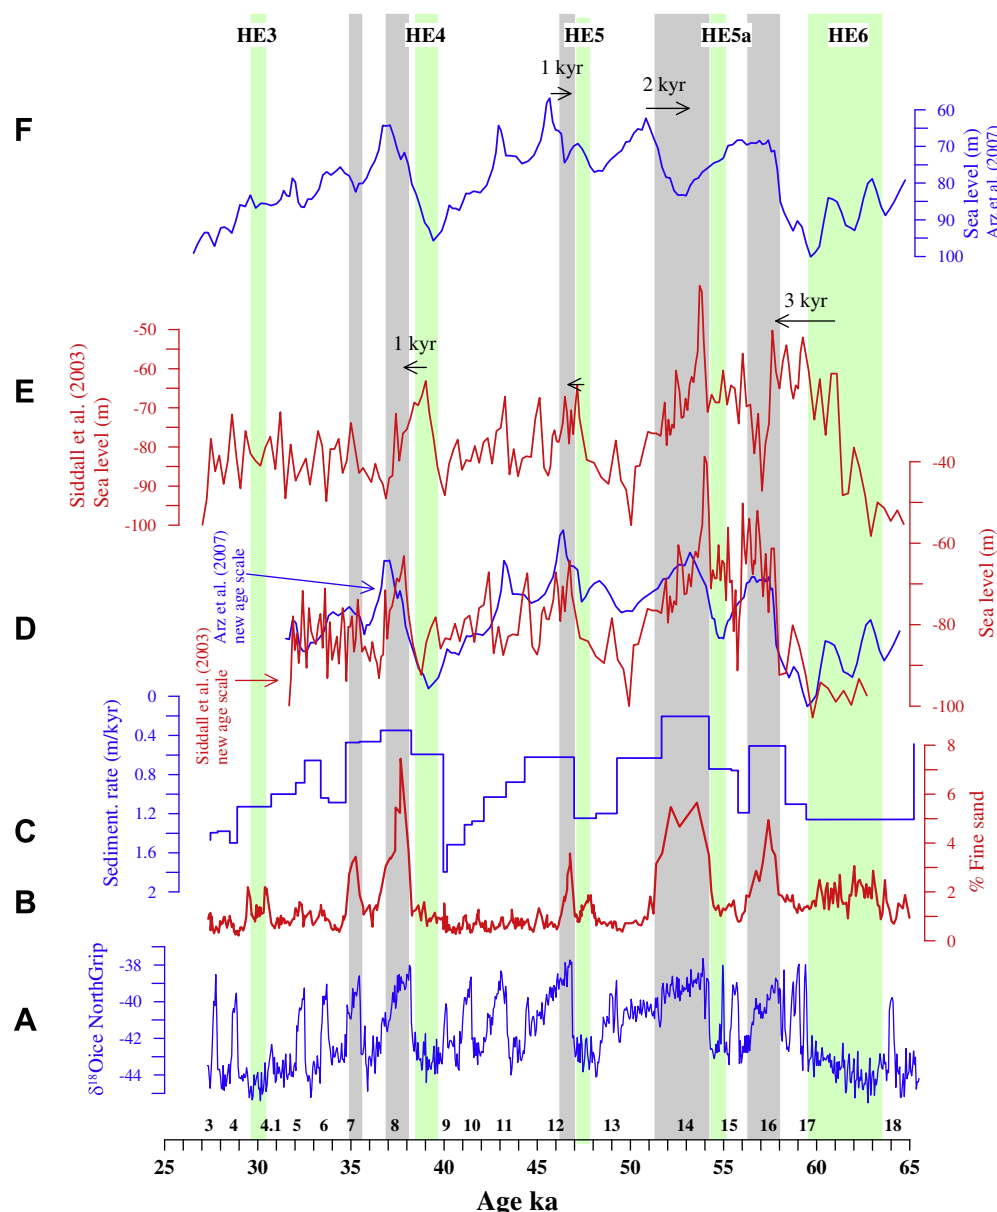 HE3 HE4 HE5 HE5a HE6
1 kyr
2 kyr
F
60
70
80
90
100
Sea level (m)
Arz et al. (2007)
3 kyr
1 kyr
E
Siddall et al. (2003)
Sea level (m)
-50
-60
-70
-80
-90
-100
-40
-60
-80
-100
Sea level (m)
D
Arz et al. (2007)
new age scale
Siddall et al. (2003)
new age scale
C
Sediment. rate (m/kyr)
0
0.4
0.8
1.2
1.6
2
8
6
4
2
0
% Fine sand
B
A
δ18Oice NorthGrip
-38
-40
-42
-44
3 4 4.1 5 6 7 8 9 10 11 12 13 14 15 16 17 18
25 30 35 40 45 50 55 60 65
Age ka